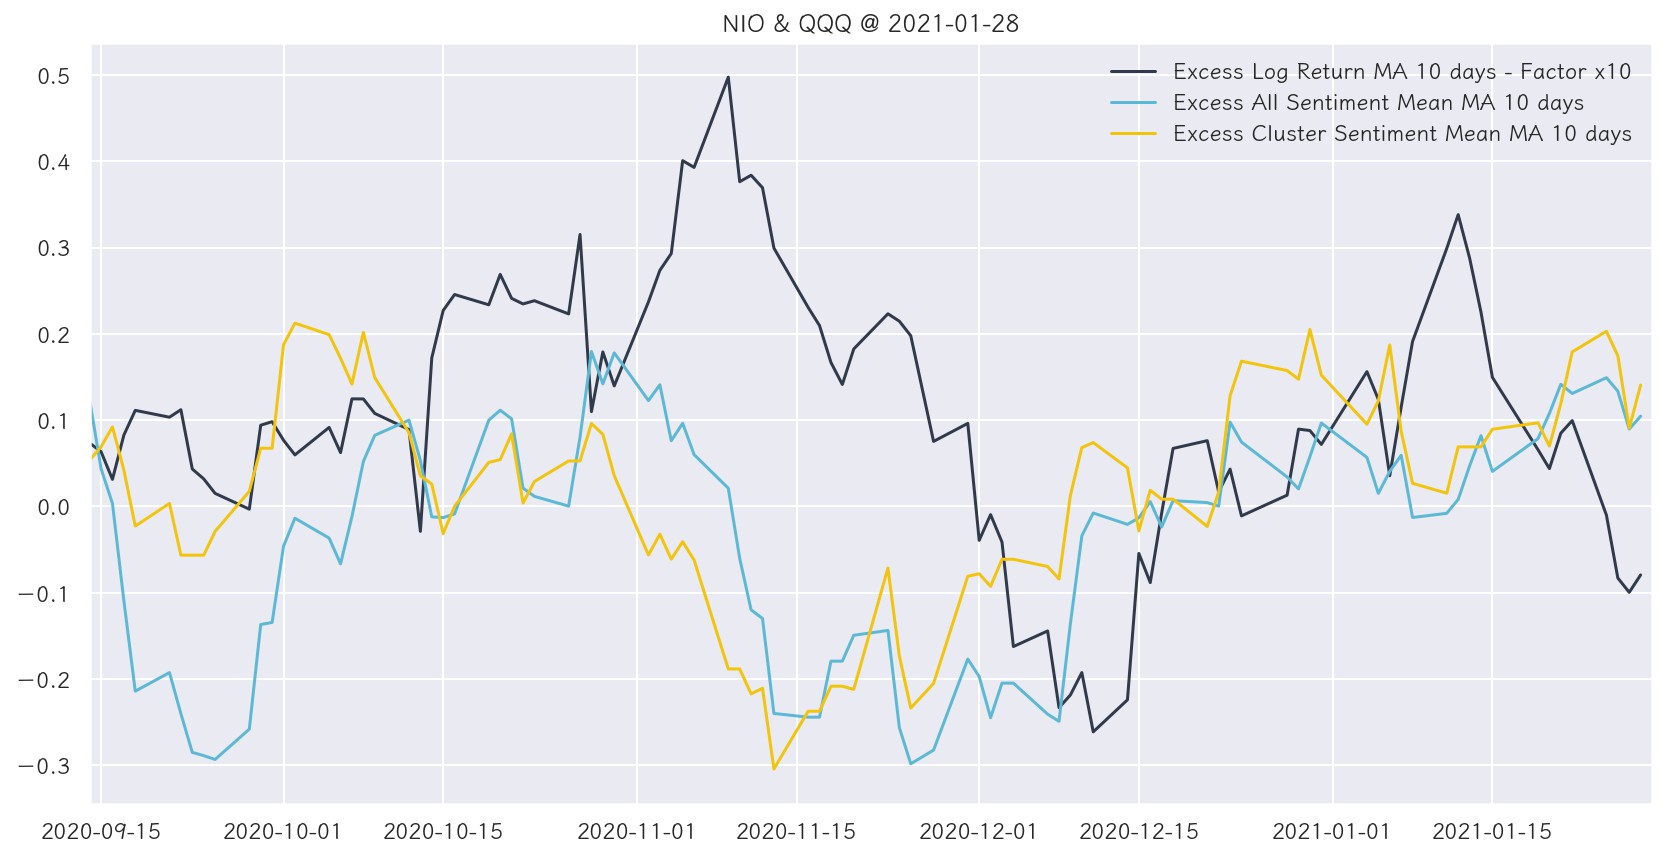 NIO & QQQ @ 2021-01-28
Excess Log Return MA 10 days - Factor x10
Excess All Sentiment Mean MA 10 days
Excess Cluster Sentiment Mean MA 10 days
0.5
0.4
0.3
0.2
0.1
0.0
−0.1
−0.2
−0.3
2020-09-15 2020-10-01 2020-10-15 2020-11-01 2020-11-15 2020-12-01 2020-12-15 2021-01-01 2021-01-15